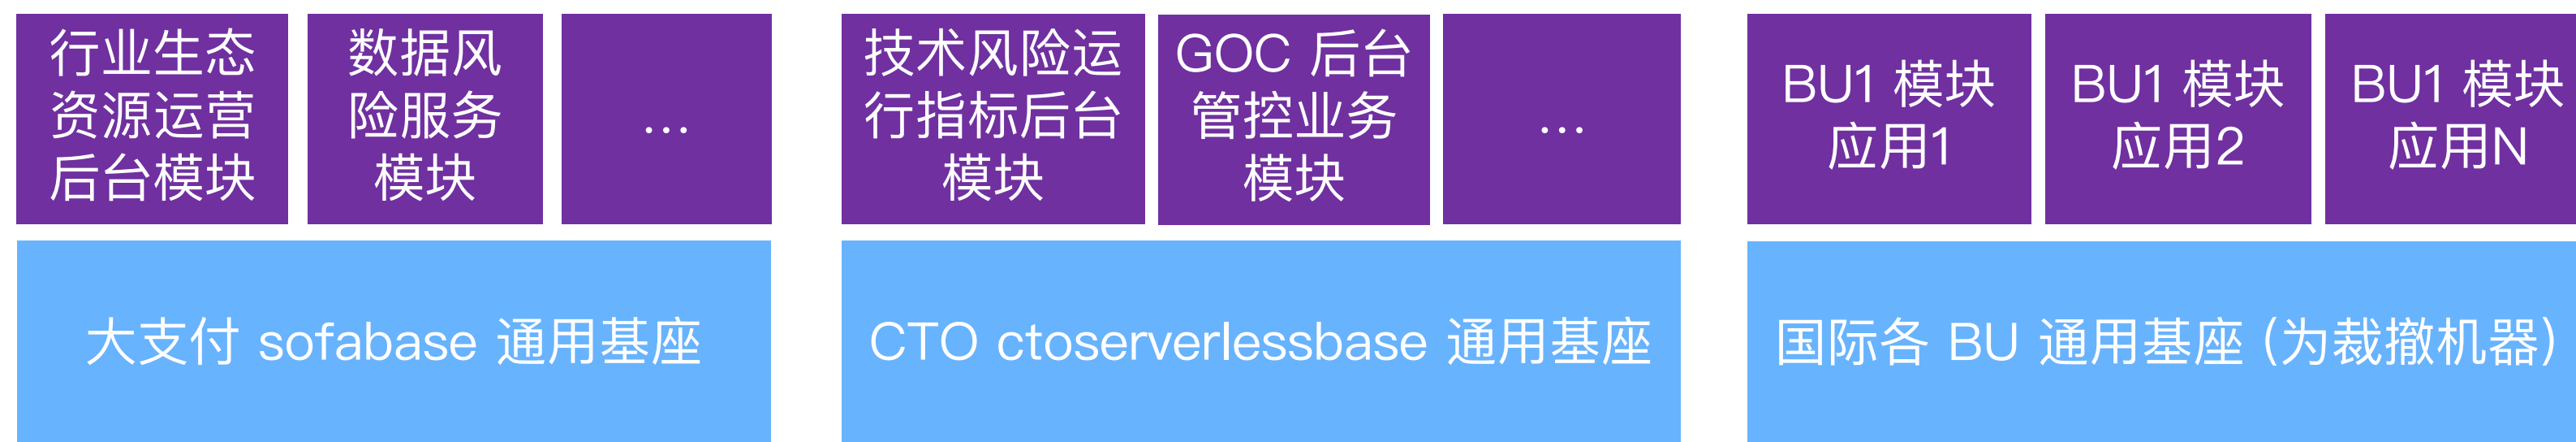 行业生态
资源运营
后台模块
数据风
险服务
模块
...
技术风险运
行指标后台
模块
GOC 后台
管控业务
模块
...
BU1 模块
应用1
BU1 模块
应用2
BU1 模块
应用N
大支付 sofabase 通用基座
CTO ctoserverlessbase 通用基座
国际各 BU 通用基座 (为裁撤机器)